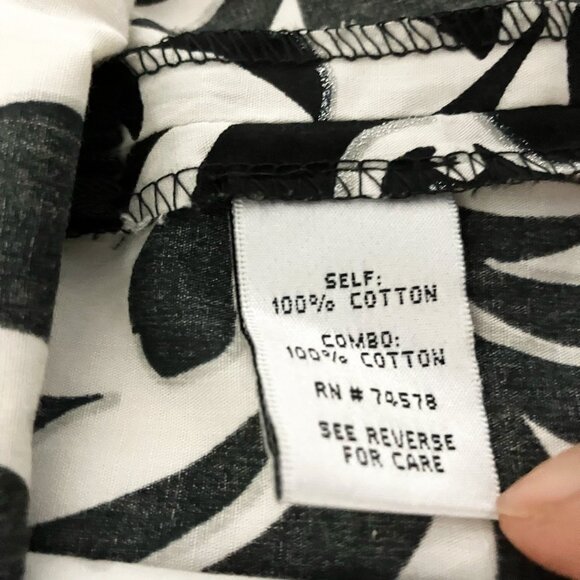 SELF:
100% COTTON
COMBO:
100% COTTON
RN # 74578
SEE REVERSE
FOR CARE